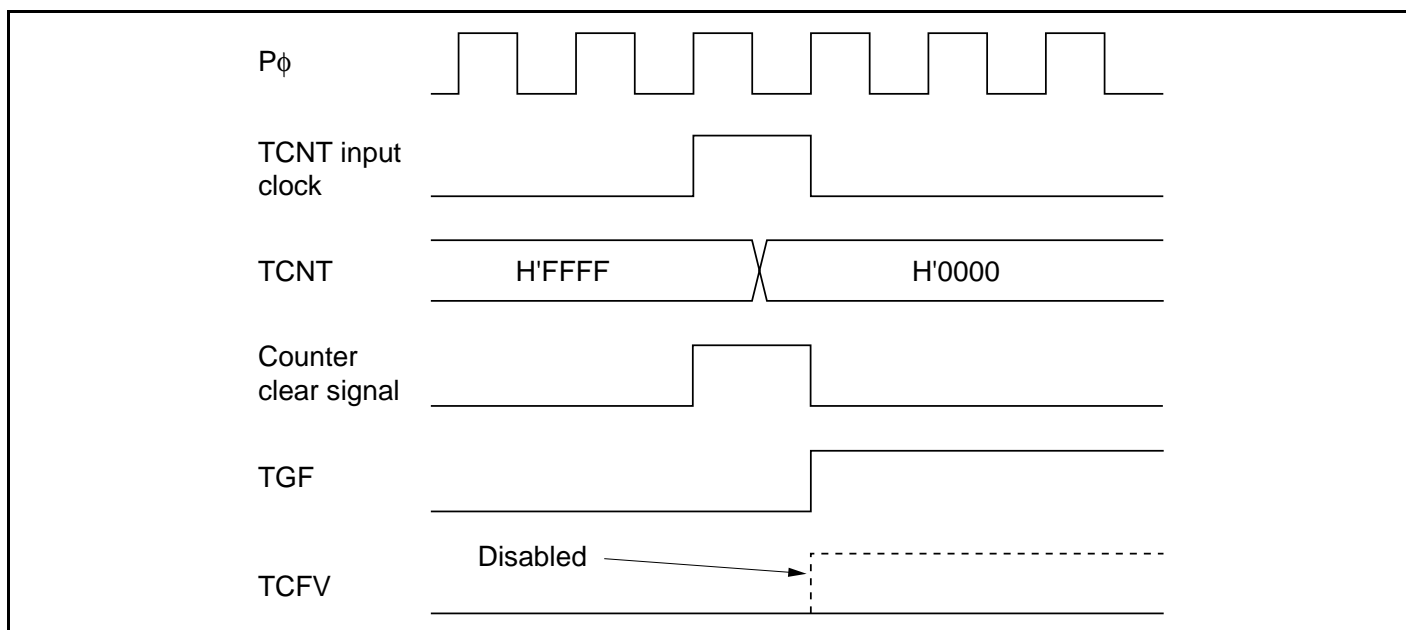 Pϕ
TCNT input
clock
TCNT
H'FFFF
H'0000
Counter
clear signal
TGF
Disabled
TCFV